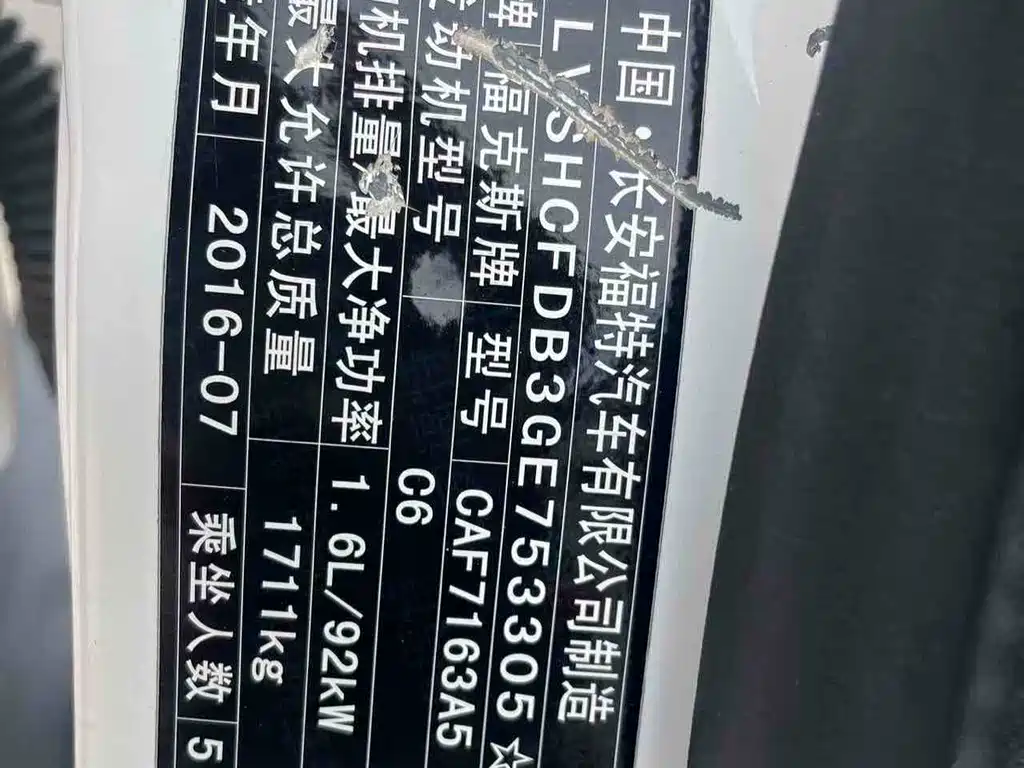 中国·长安福特汽车有限公司制造
LVSHCFDB3GE753305☆
牌 福克斯牌 型号 CAF7163A5
动机型号 C6
机排量/最大净功率 1.6L/92kW
最大允许总质量 1711kg
年月 2016-07 乘坐人数 5